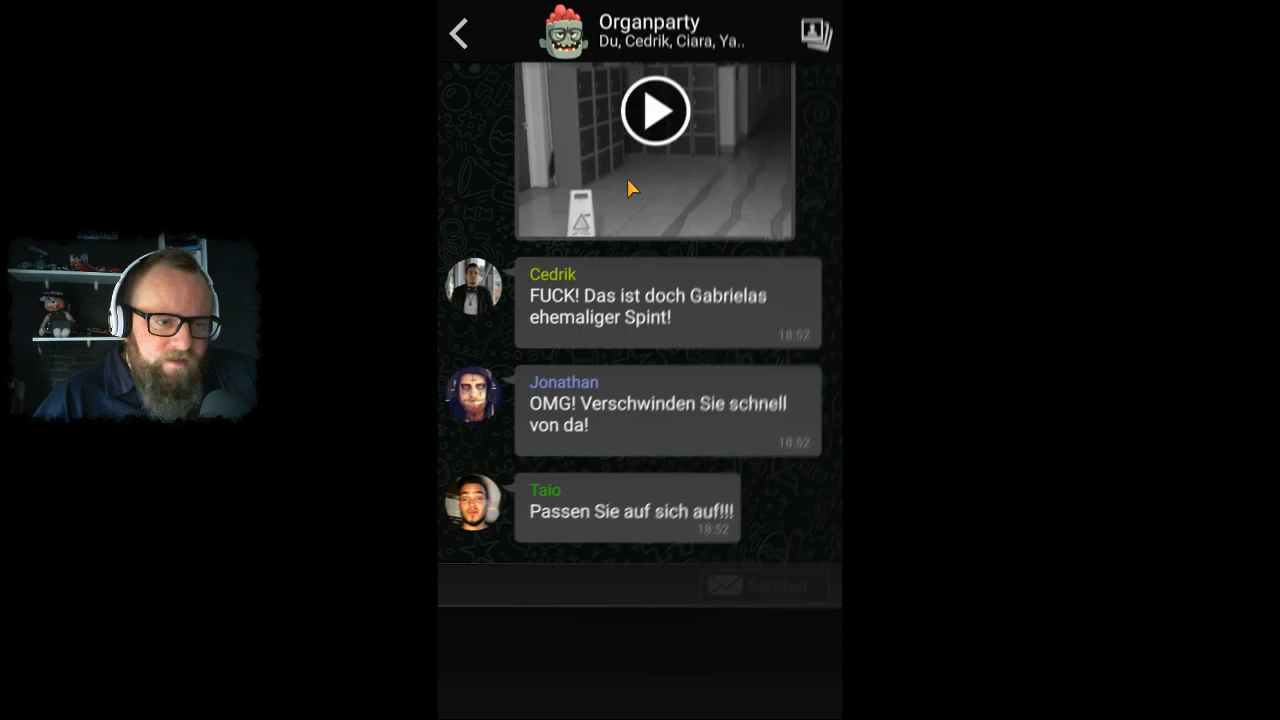 Organparty
Du, Cedrik, Ciara, Ya..
Cedrik
FUCK! Das ist doch Gabrielas
ehemaliger Spint!
18:52
Jonathan
OMG! Verschwinden Sie schnell
von da!
18:52
Taio
Passen Sie auf sich auf!!!
18:52
Senden